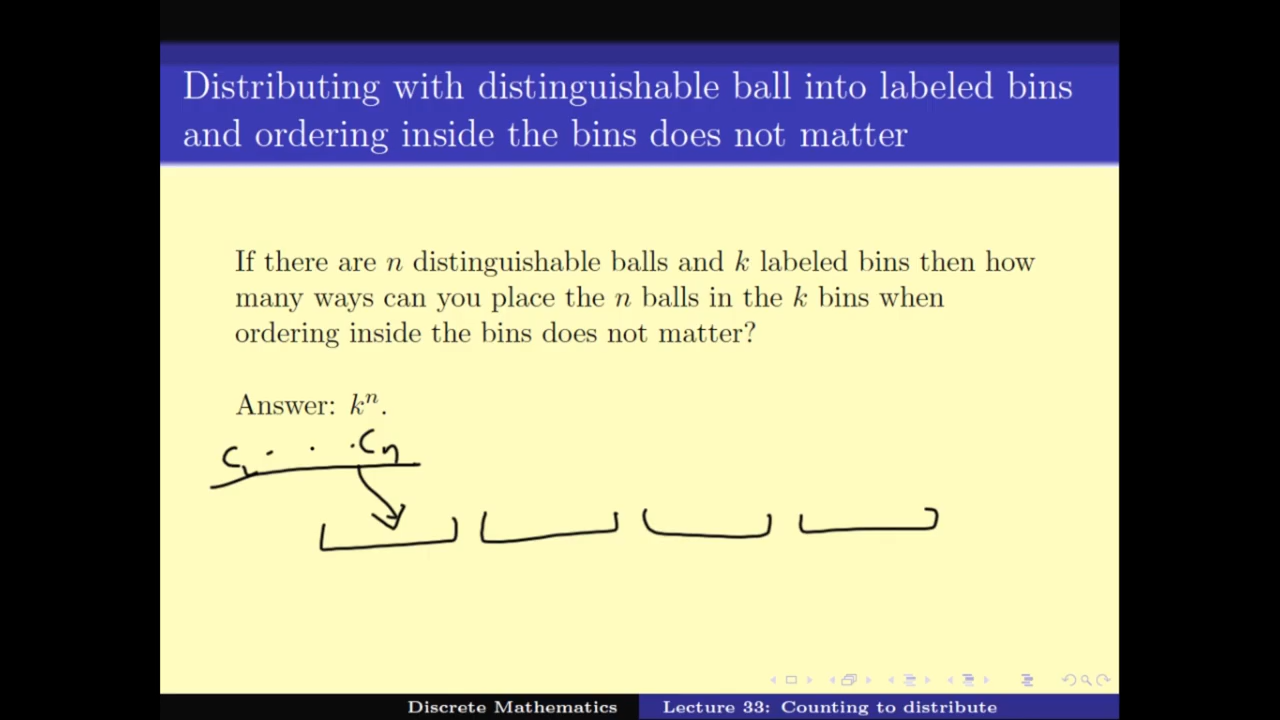 Distributing with distinguishable ball into labeled bins
and ordering inside the bins does not matter
If there are n distinguishable balls and k labeled bins then how
many ways can you place the n balls in the k bins when
ordering inside the bins does not matter?
Answer: kⁿ.
C₁ . . . Cₙ
Discrete Mathematics
Lecture 33: Counting to distribute